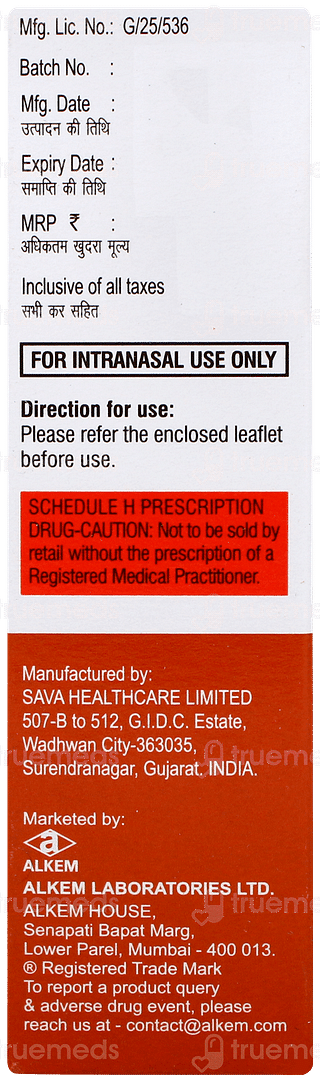 Mfg. Lic. No.: G/25/536
Batch No. :
Mfg. Date :
उत्पादन की तिथि
Expiry Date :
समाप्ति की तिथि
MRP ₹ :
अधिकतम खुदरा मूल्य
Inclusive of all taxes
सभी कर सहित
FOR INTRANASAL USE ONLY
Direction for use:
Please refer the enclosed leaflet
before use.
SCHEDULE H PRESCRIPTION
DRUG-CAUTION: Not to be sold by
retail without the prescription of a
Registered Medical Practitioner.
Manufactured by:
SAVA HEALTHCARE LIMITED
507-B to 512, G.I.D.C. Estate,
Wadhwan City-363035,
Surendranagar, Gujarat, INDIA.
Marketed by:
a
ALKEM
ALKEM LABORATORIES LTD.
ALKEM HOUSE,
Senapati Bapat Marg,
Lower Parel, Mumbai - 400 013.
® Registered Trade Mark
To report a product query
& adverse drug event, please
reach us at - contact@alkem.com
truemeds